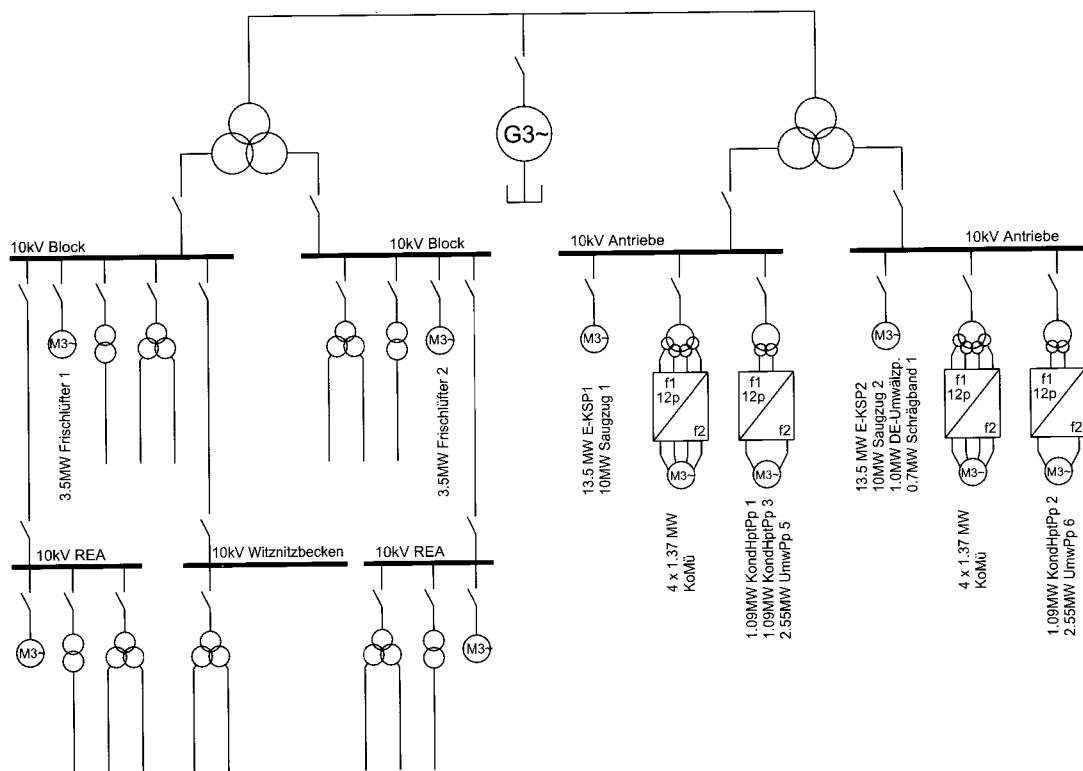 G3~
10kV Block
10kV Block
10kV Antriebe
10kV Antriebe
M3~
M3~
M3~
M3~
3.5MW Frischlüfter 1
3.5MW Frischlüfter 2
13.5 MW E-KSP1
10MW Saugzug 1
f1
12p
f2
M3~
4 x 1.37 MW
KoMü
f1
12p
f2
M3~
1.09MW KondHptPp 1
1.09MW KondHptPp 3
2.55MW UmwPp 5
13.5 MW E-KSP2
10MW Saugzug 2
1.0MW DE-Umwälzp.
0.7MW Schrägband 1
f1
12p
f2
M3~
4 x 1.37 MW
KoMü
f1
12p
f2
M3~
1.09MW KondHptPp 2
2.55MW UmwPp 6
10kV REA
10kV Witznitzbecken
10kV REA
M3~
M3~